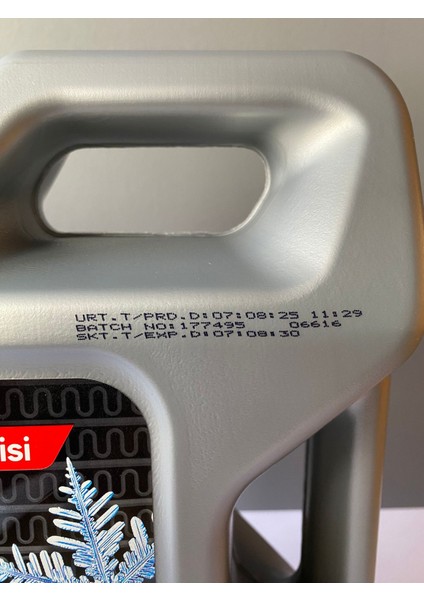 URT.T/PRD.D:07:08:25 11:29
BATCH NO:177495 06616
SKT.T/EXP.D:07:08:30
isi